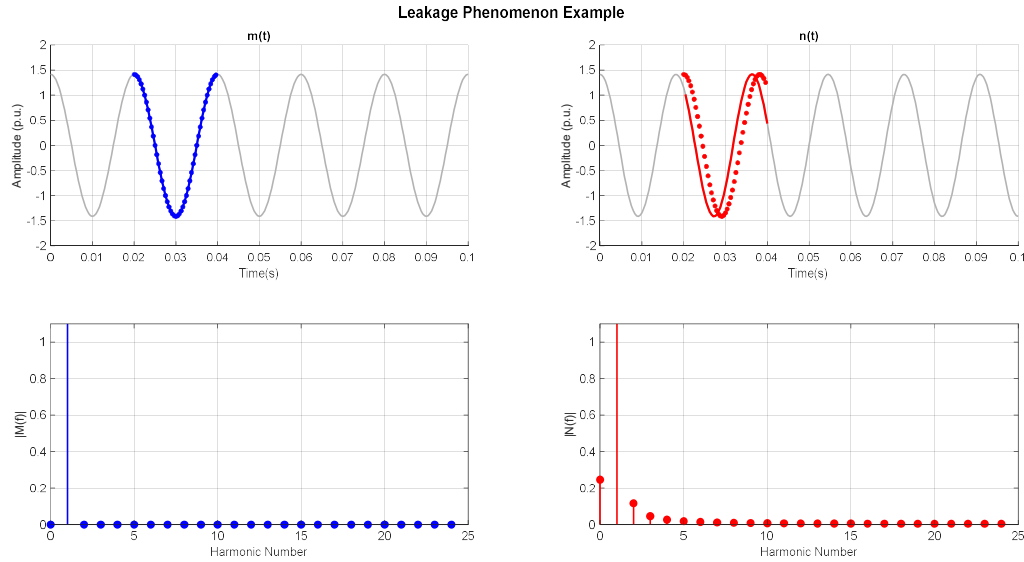 Leakage Phenomenon Example
m(t)
Amplitude (p.u.)
2
1.5
1
0.5
0
-0.5
-1
-1.5
-2
0 0.01 0.02 0.03 0.04 0.05 0.06 0.07 0.08 0.09 0.1
Time(s)
n(t)
Amplitude (p.u.)
2
1.5
1
0.5
0
-0.5
-1
-1.5
-2
0 0.01 0.02 0.03 0.04 0.05 0.06 0.07 0.08 0.09 0.1
Time(s)
|M(f)|
1
0.8
0.6
0.4
0.2
0
0 5 10 15 20 25
Harmonic Number
|N(f)|
1
0.8
0.6
0.4
0.2
0
0 5 10 15 20 25
Harmonic Number